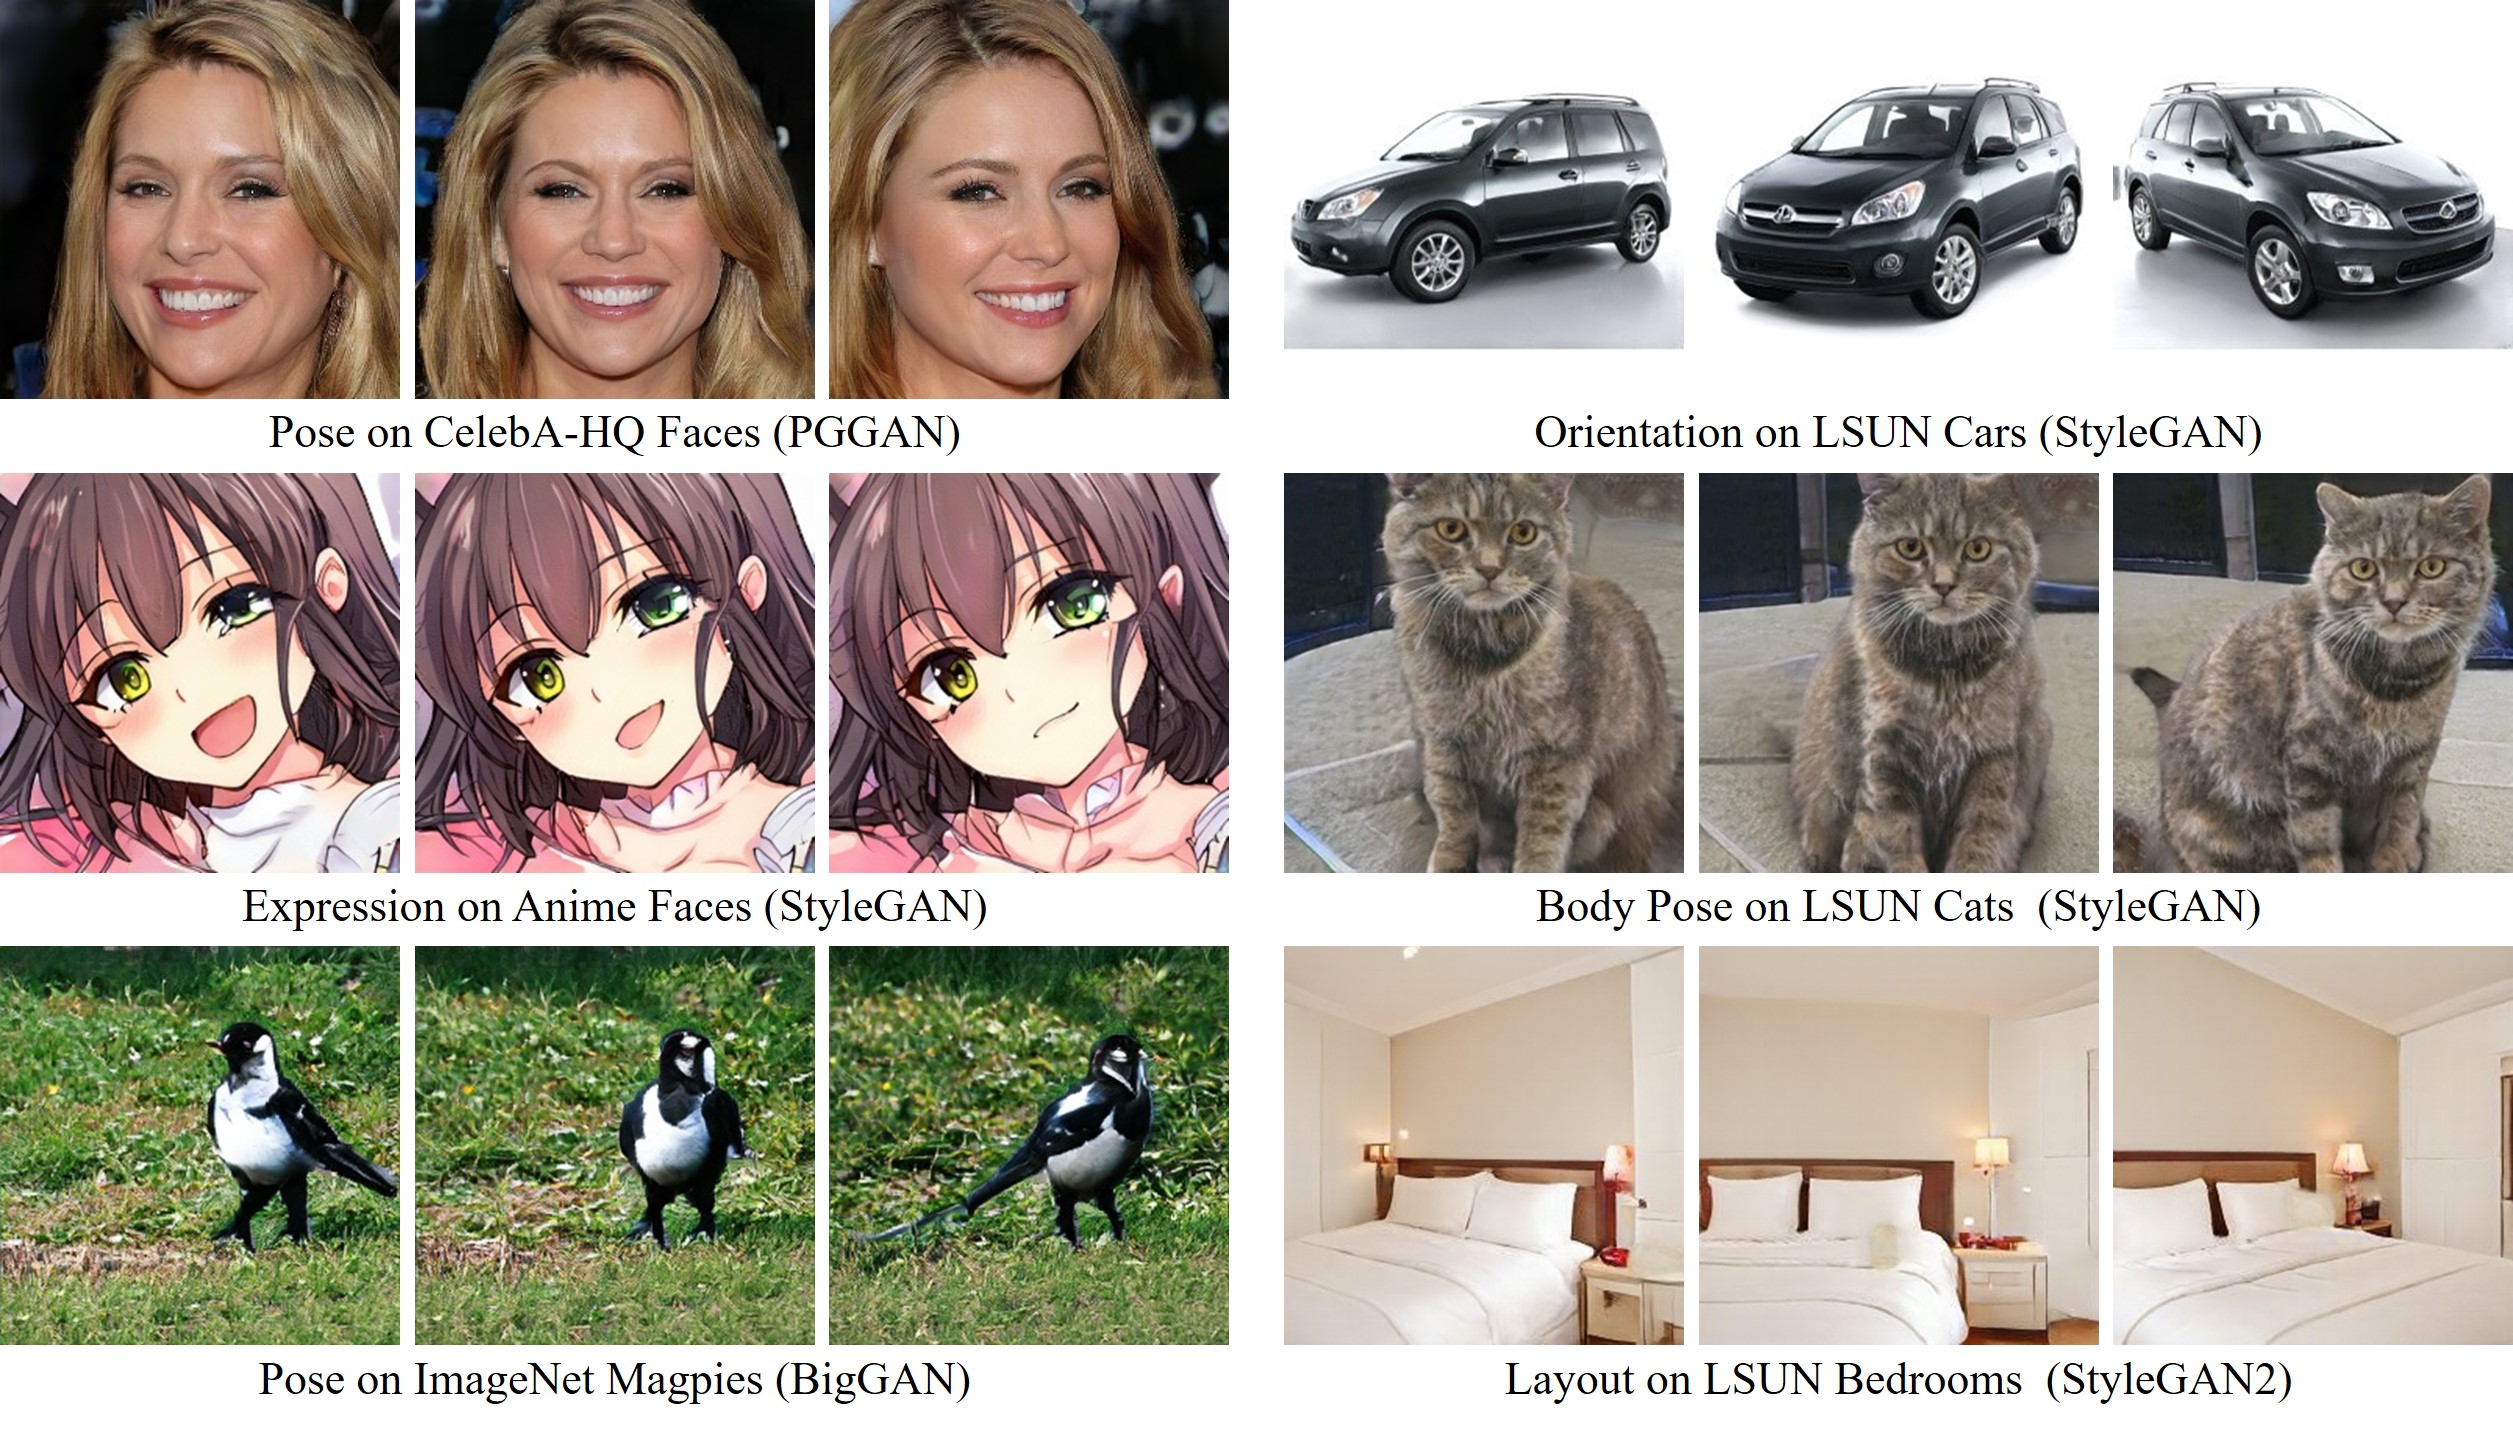 Pose on CelebA-HQ Faces (PGGAN)
Orientation on LSUN Cars (StyleGAN)
Expression on Anime Faces (StyleGAN)
Body Pose on LSUN Cats (StyleGAN)
Pose on ImageNet Magpies (BigGAN)
Layout on LSUN Bedrooms (StyleGAN2)